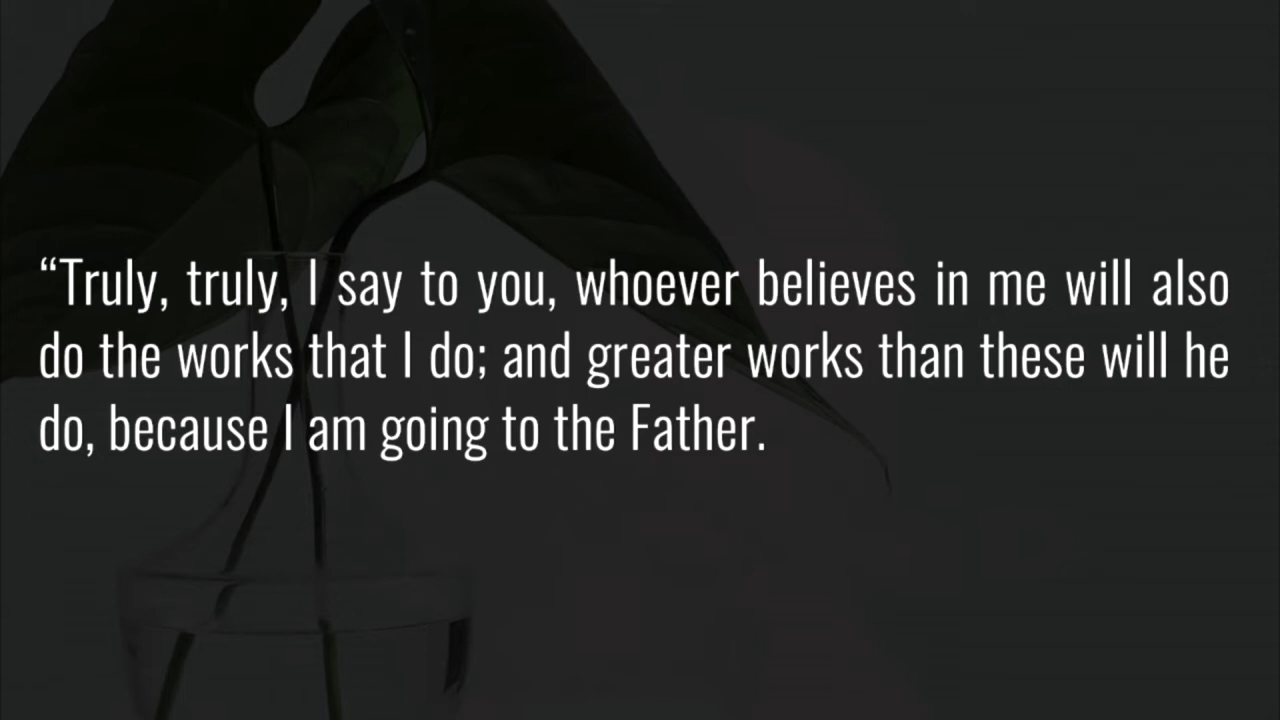 “Truly, truly, I say to you, whoever believes in me will also
do the works that I do; and greater works than these will he
do, because I am going to the Father.